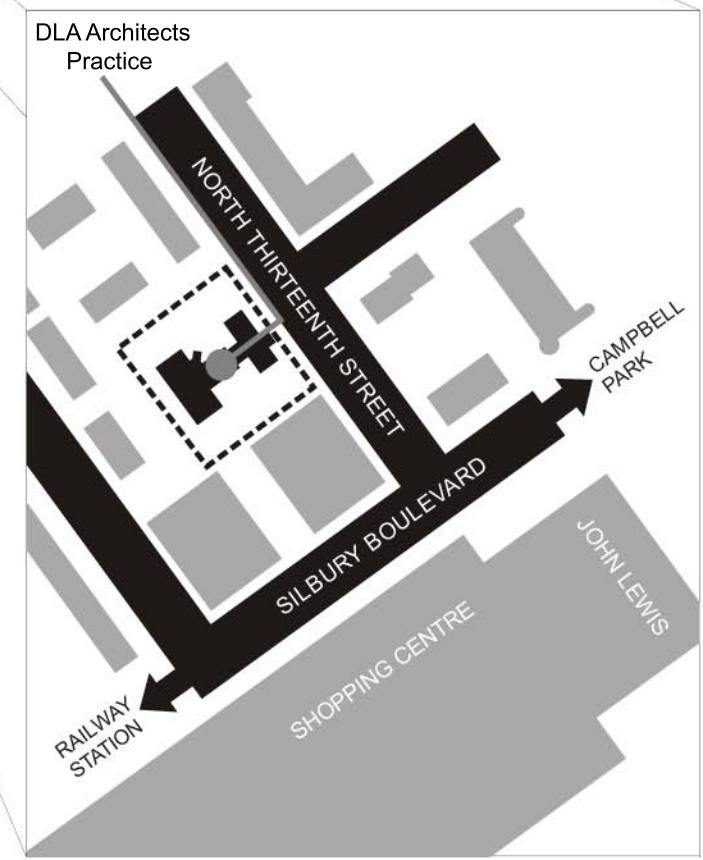 DLA Architects
Practice
NORTH THIRTEENTH STREET
CAMPBELL
PARK
SILBURY BOULEVARD
JOHN LEWIS
SHOPPING CENTRE
RAILWAY
STATION